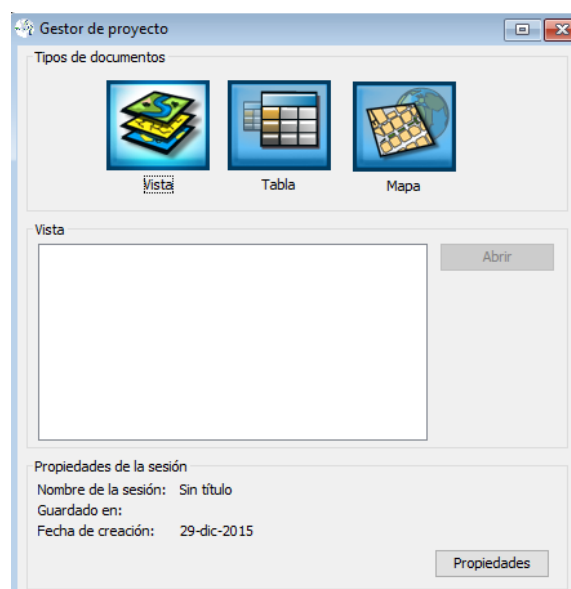 Gestor de proyecto
Tipos de documentos
Vista Tabla Mapa
Vista
Abrir
Propiedades de la sesión
Nombre de la sesión: Sin título
Guardado en:
Fecha de creación: 29-dic-2015
Propiedades